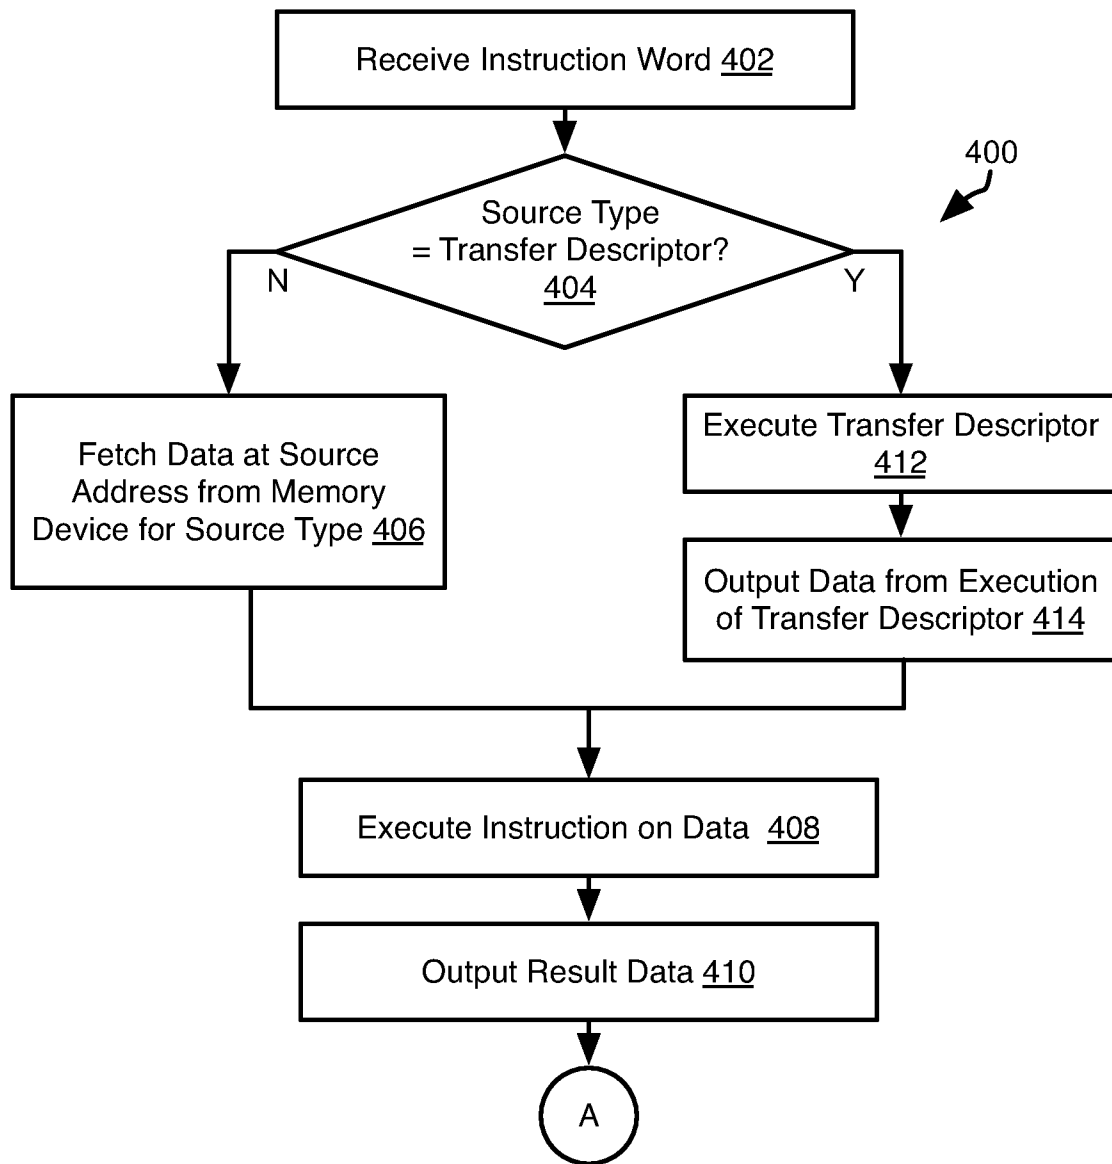 Receive Instruction Word 402
400
Source Type
= Transfer Descriptor?
404
N
Y
Fetch Data at Source
Address from Memory
Device for Source Type 406
Execute Transfer Descriptor
412
Output Data from Execution
of Transfer Descriptor 414
Execute Instruction on Data 408
Output Result Data 410
A